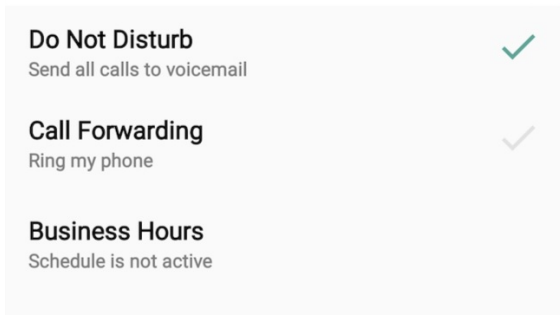 Do Not Disturb
Send all calls to voicemail
Call Forwarding
Ring my phone
Business Hours
Schedule is not active